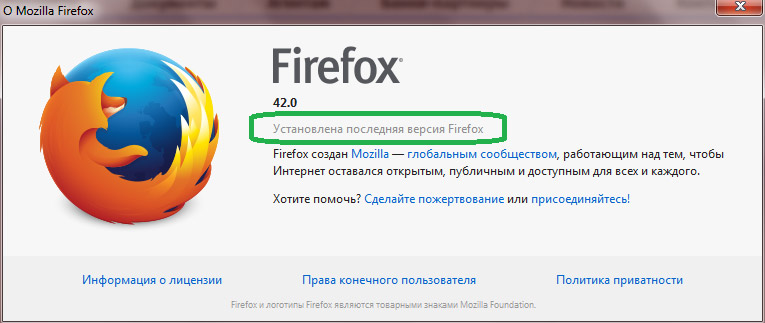 О Mozilla Firefox
Firefox
42.0
Установлена последняя версия Firefox
Firefox создан Mozilla — глобальным сообществом, работающим над тем, чтобы
Интернет оставался открытым, публичным и доступным для всех и каждого.
Хотите помочь? Сделайте пожертвование или присоединяйтесь!
Информация о лицензии Права конечного пользователя Политика приватности
Firefox и логотипы Firefox являются товарными знаками Mozilla Foundation.